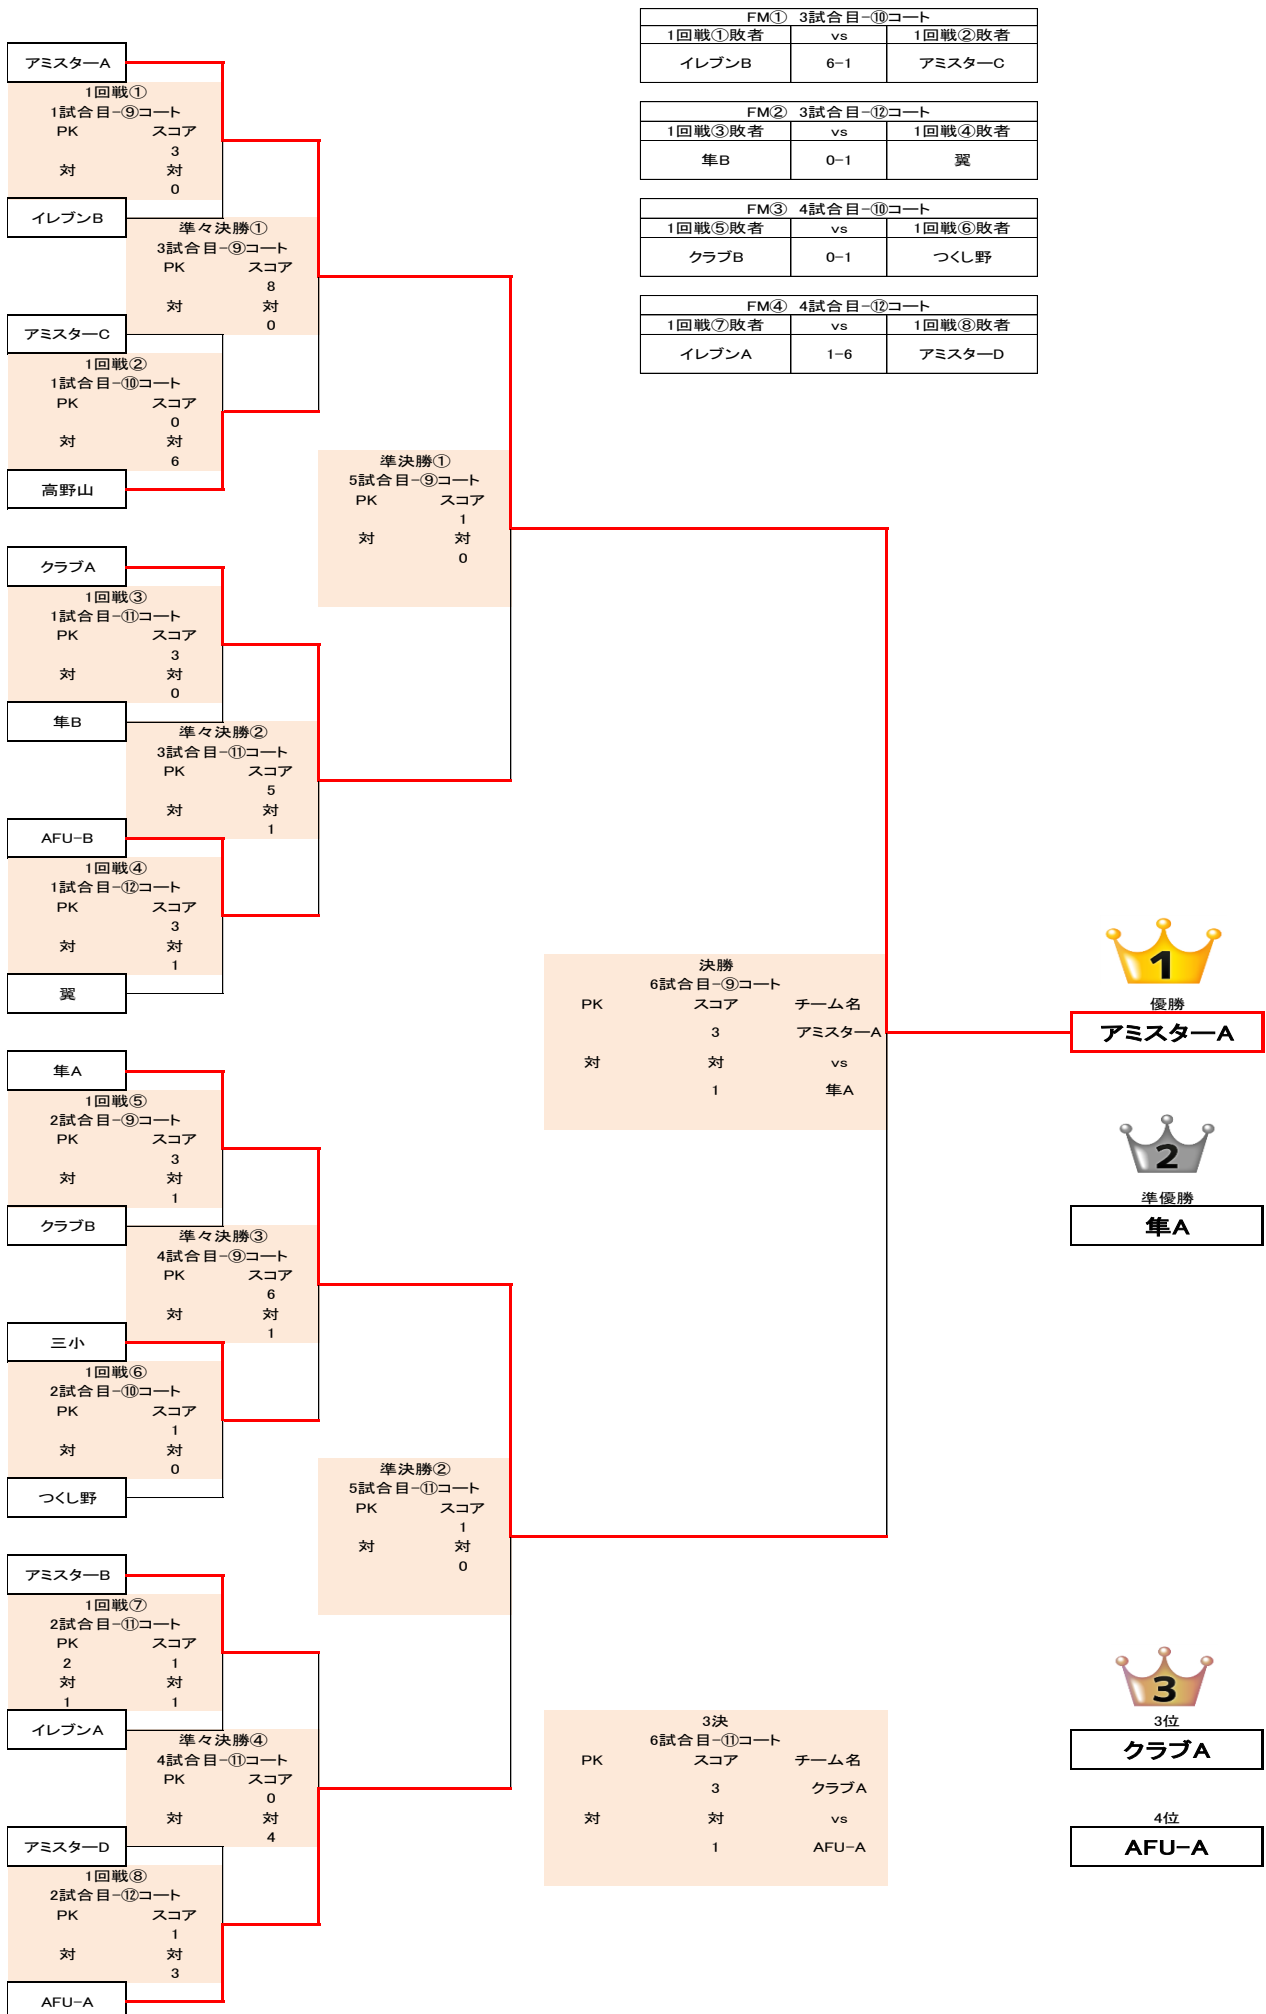 FM① 3試合目-⑩コート
1回戦①敗者 vs 1回戦②敗者
イレブンB 6-1 アミスターC
FM② 3試合目-⑫コート
1回戦③敗者 vs 1回戦④敗者
隼B 0-1 翼
FM③ 4試合目-⑩コート
1回戦⑤敗者 vs 1回戦⑥敗者
クラブB 0-1 つくし野
FM④ 4試合目-⑫コート
1回戦⑦敗者 vs 1回戦⑧敗者
イレブンA 1-6 アミスターD
アミスターA
1回戦①
1試合目-⑨コート
PK スコア
3
対 対
0
イレブンB
準々決勝①
3試合目-⑨コート
PK スコア
8
対 対
0
アミスターC
1回戦②
1試合目-⑩コート
PK スコア
0
対 対
6
高野山
準決勝①
5試合目-⑨コート
PK スコア
1
対 対
0
クラブA
1回戦③
1試合目-⑪コート
PK スコア
3
対 対
0
隼B
準々決勝②
3試合目-⑪コート
PK スコア
5
対 対
1
AFU-B
1回戦④
1試合目-⑫コート
PK スコア
3
対 対
1
翼
決勝
6試合目-⑨コート
PK スコア チーム名
3 アミスターA
対 対 vs
1 隼A
1
優勝
アミスターA
2
準優勝
隼A
隼A
1回戦⑤
2試合目-⑨コート
PK スコア
3
対 対
1
クラブB
準々決勝③
4試合目-⑨コート
PK スコア
6
対 対
1
三小
1回戦⑥
2試合目-⑩コート
PK スコア
1
対 対
0
つくし野
準決勝②
5試合目-⑪コート
PK スコア
1
対 対
0
アミスターB
1回戦⑦
2試合目-⑪コート
PK スコア
2 1
対 対
1 1
イレブンA
準々決勝④
4試合目-⑪コート
PK スコア
0
対 対
4
アミスターD
1回戦⑧
2試合目-⑫コート
PK スコア
1
対 対
3
AFU-A
3決
6試合目-⑪コート
PK スコア チーム名
3 クラブA
対 対 vs
1 AFU-A
3
3位
クラブA
4位
AFU-A